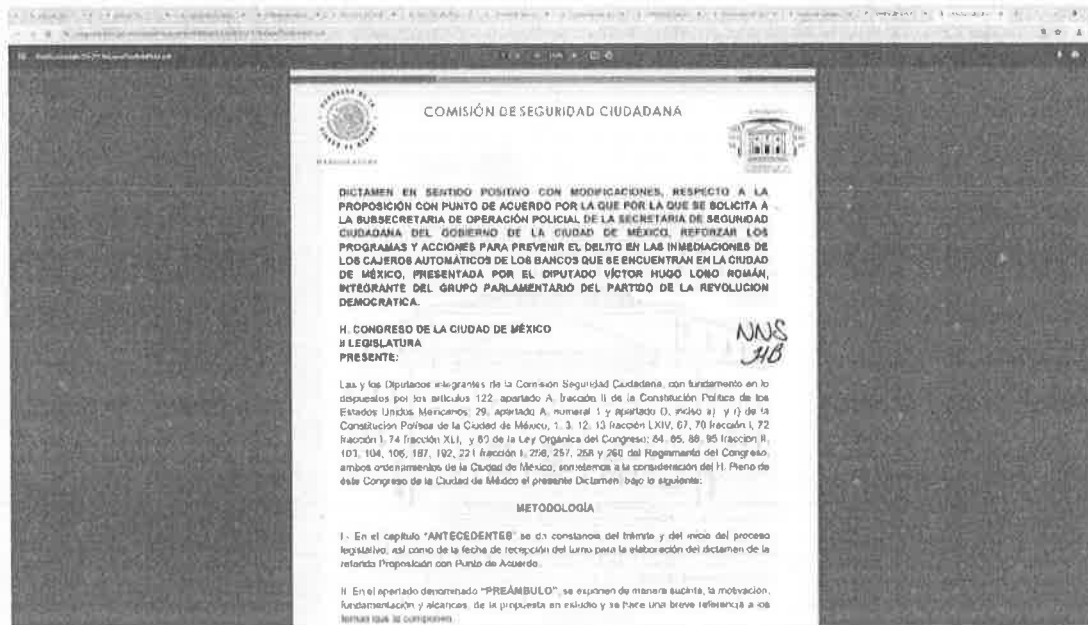 COMISIÓN DE SEGURIDAD CIUDADANA
DICTAMEN EN SENTIDO POSITIVO CON MODIFICACIONES, RESPECTO A LA
PROPOSICIÓN CON PUNTO DE ACUERDO POR LA QUE POR LA QUE SE SOLICITA A
LA SUBSECRETARIA DE OPERACIÓN POLICIAL DE LA SECRETARIA DE SEGURIDAD
CIUDADANA DEL GOBIERNO DE LA CIUDAD DE MÉXICO, REFORZAR LOS
PROGRAMAS Y ACCIONES PARA PREVENIR EL DELITO EN LAS INMEDIACIONES DE
LOS CAJEROS AUTOMÁTICOS DE LOS BANCOS QUE SE ENCUENTRAN EN LA CIUDAD
DE MÉXICO, PRESENTADA POR EL DIPUTADO VÍCTOR HUGO LOBO ROMÁN,
INTEGRANTE DEL GRUPO PARLAMENTARIO DEL PARTIDO DE LA REVOLUCION
DEMOCRATICA.
H. CONGRESO DE LA CIUDAD DE MÉXICO
II LEGISLATURA
PRESENTE:
NNS
HB
Las y los Diputados integrantes de la Comisión Seguridad Ciudadana, con fundamento en lo
dispuestos por los artículos 122, apartado A, fracción II de la Constitución Política de los
Estados Unidos Mexicanos; 29, apartado A, numeral 1 y apartado D, inciso a) y r) de la
Constitución Política de la Ciudad de México, 1, 3, 12, 13 fracción LXIV, 67, 70 fracción I, 72
fracción I, 74 fracción XLI, y 80 de la Ley Orgánica del Congreso; 84, 85, 86, 95 fracción II,
103, 104, 106, 187, 192, 221 fracción I, 256, 257, 258 y 260 del Reglamento del Congreso,
ambos ordenamientos de la Ciudad de México, sometemos a la consideración del H. Pleno de
éste Congreso de la Ciudad de México el presente Dictamen, bajo lo siguiente:
METODOLOGÍA
I.- En el capítulo "ANTECEDENTES" se da constancia del trámite y del inicio del proceso
legislativo, así como de la fecha de recepción del turno para la elaboración del dictamen de la
referida Proposición con Punto de Acuerdo.
II. En el apartado denominado "PREÁMBULO", se exponen de manera sucinta, la motivación,
fundamentación y alcances, de la propuesta en estudio y se hace una breve referencia a los
temas que la componen